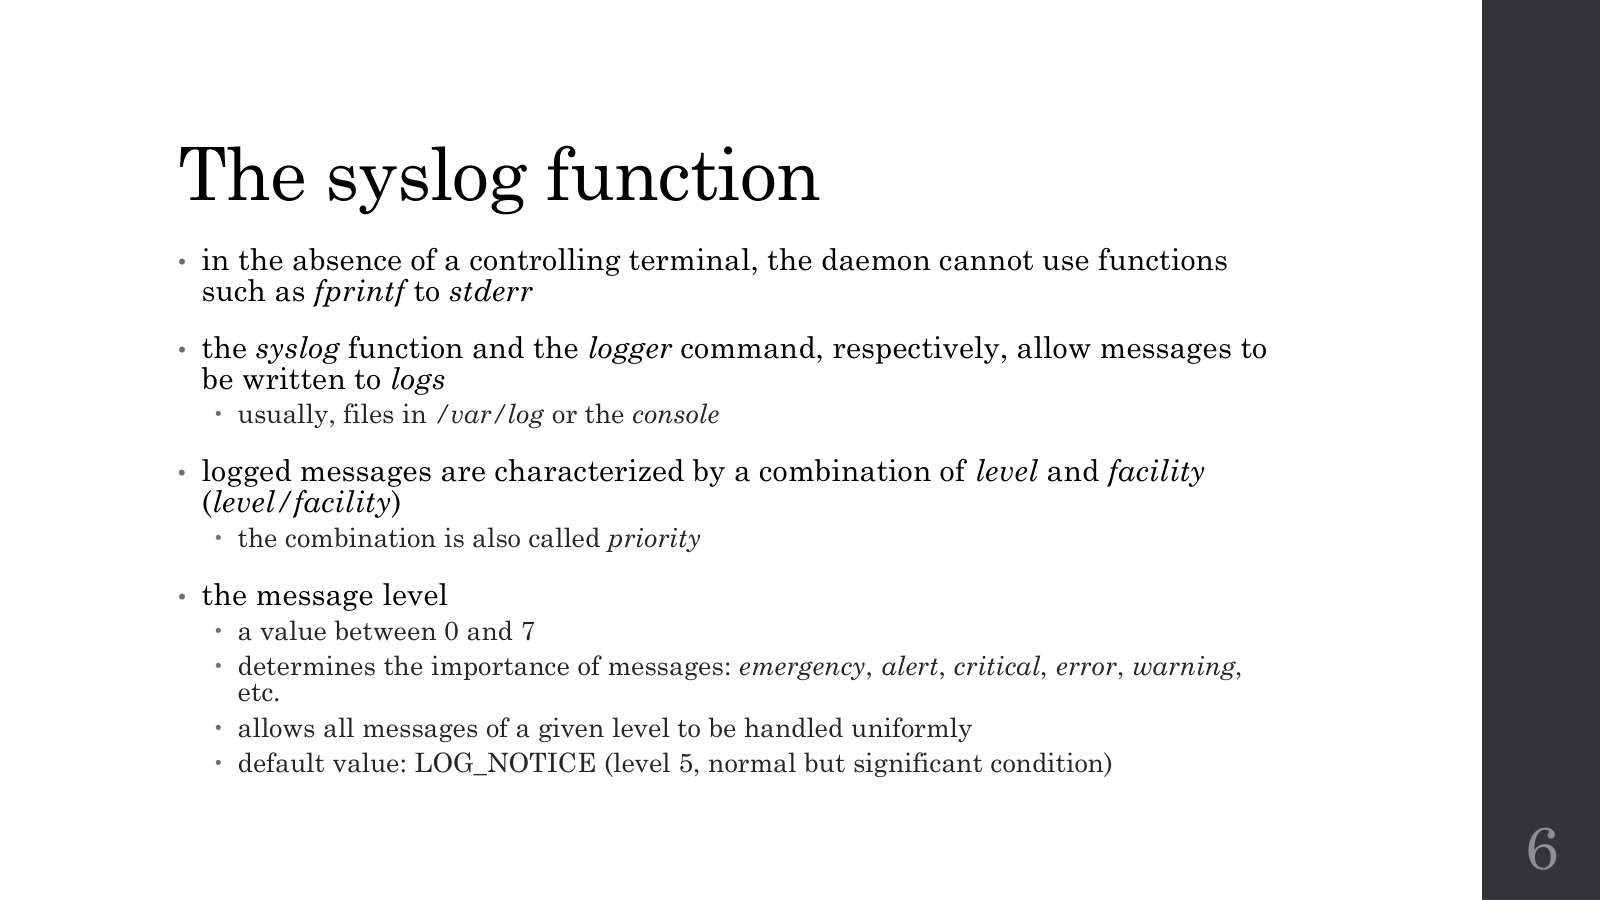 The syslog function
• in the absence of a controlling terminal, the daemon cannot use functions
such as fprintf to stderr
• the syslog function and the logger command, respectively, allow messages to
be written to logs
• usually, files in /var/log or the console
• logged messages are characterized by a combination of level and facility
(level/facility)
• the combination is also called priority
• the message level
• a value between 0 and 7
• determines the importance of messages: emergency, alert, critical, error, warning,
etc.
• allows all messages of a given level to be handled uniformly
• default value: LOG_NOTICE (level 5, normal but significant condition)
6